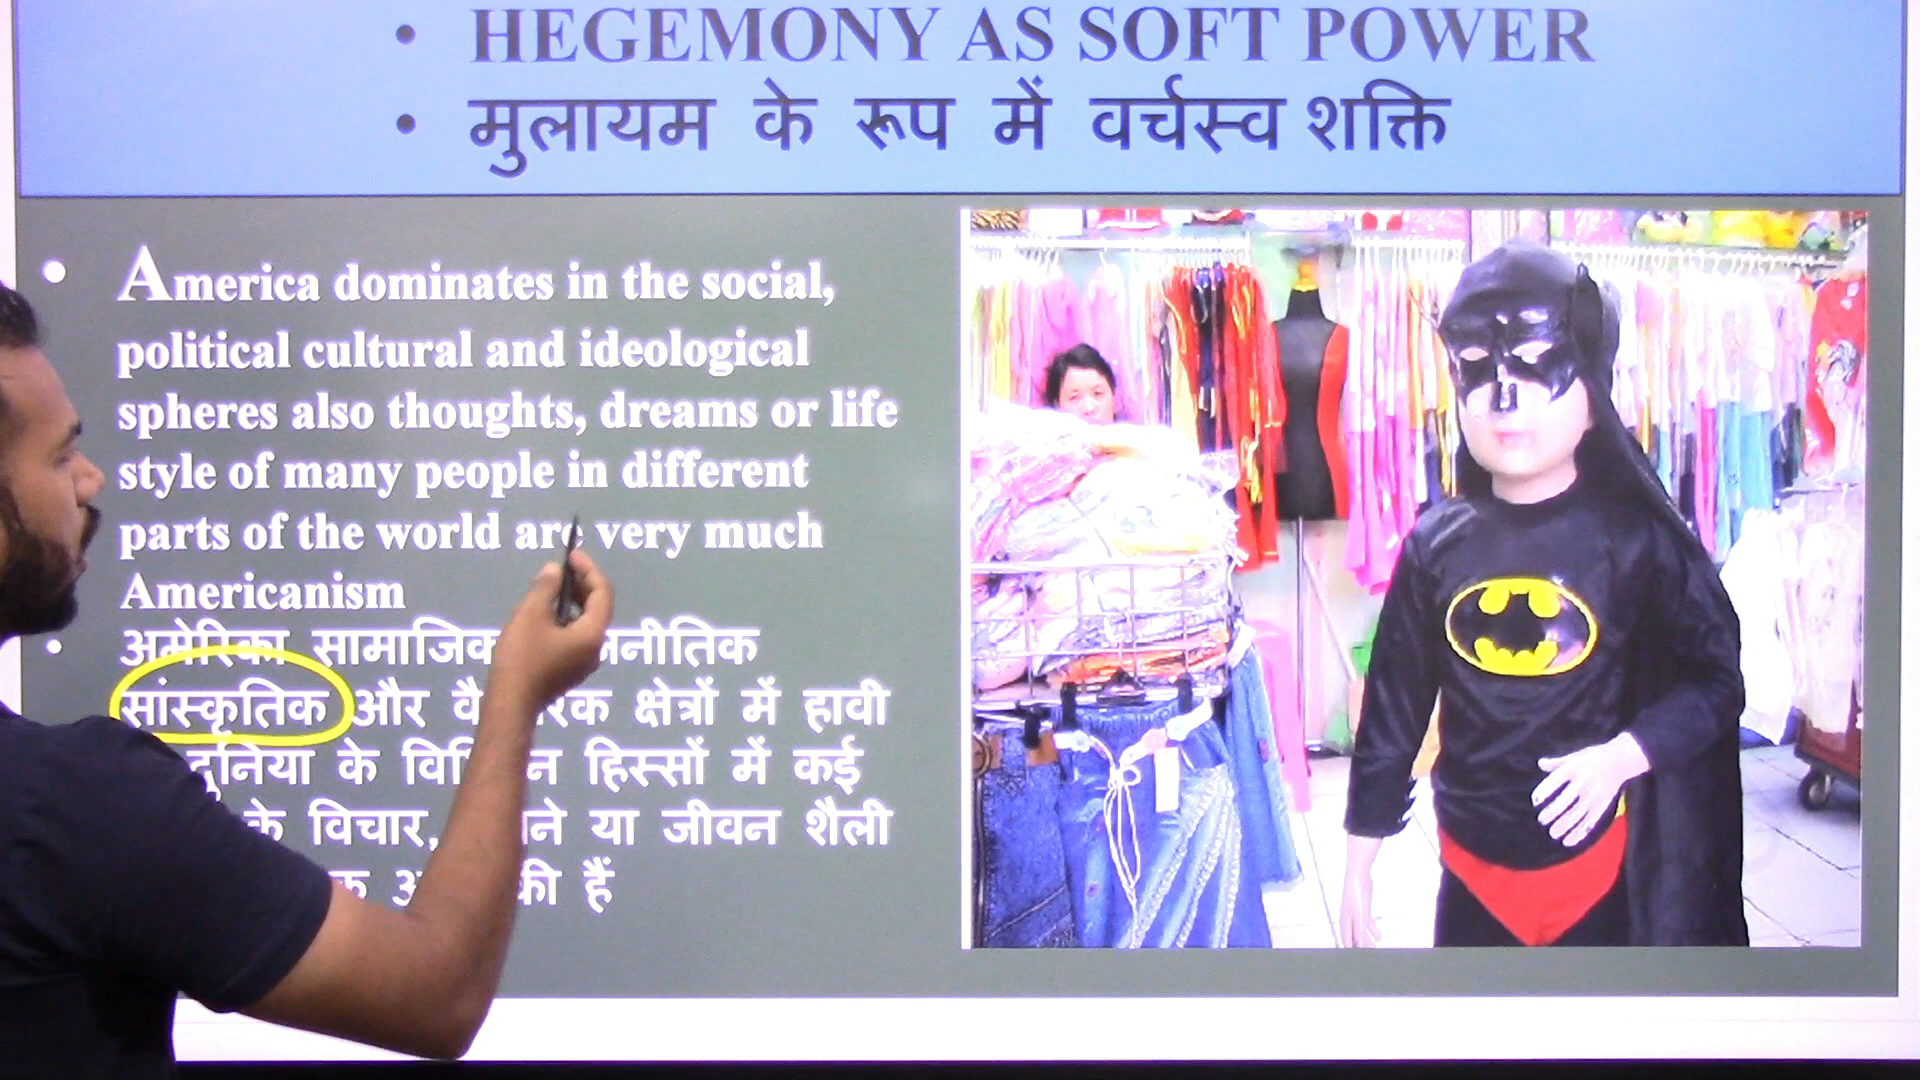 • HEGEMONY AS SOFT POWER
• मुलायम के रूप में वर्चस्व शक्ति
• America dominates in the social,
political cultural and ideological
spheres also thoughts, dreams or life
style of many people in different
parts of the world are very much
Americanism
• अमेरिका सामाजिक
सांस्कृतिक और क्षेत्रों में हावी
दुनिया के हिस्सों में कई
के विचार, या जीवन शैली
की हैं